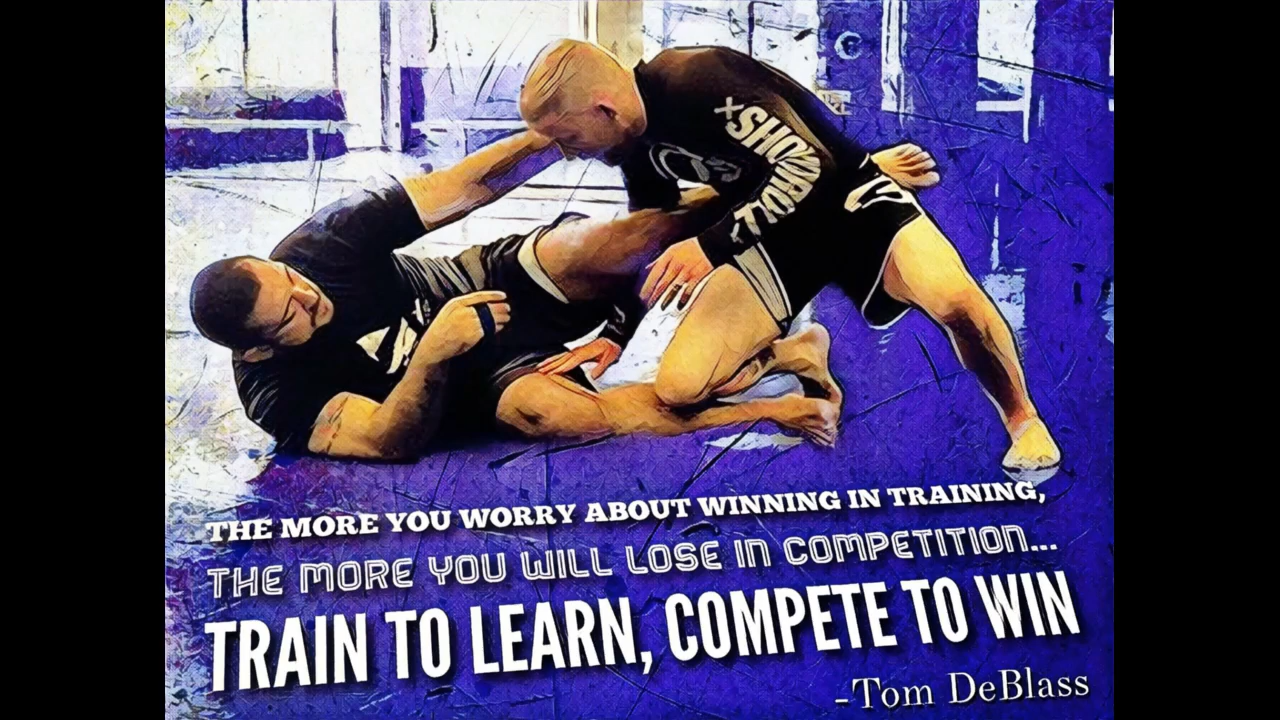 SHOYOROLL
THE MORE YOU WORRY ABOUT WINNING IN TRAINING,
THE MORE YOU WILL LOSE IN COMPETITION...
TRAIN TO LEARN, COMPETE TO WIN
-Tom DeBlass